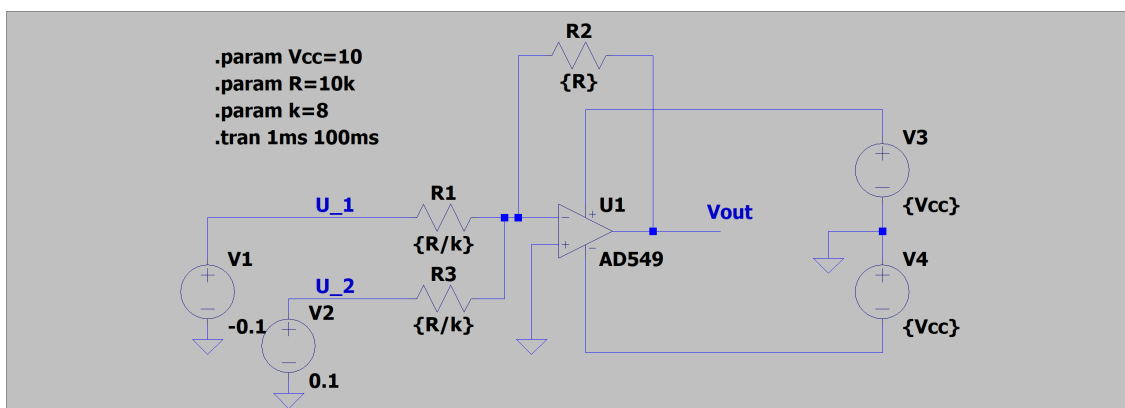 .param Vcc=10
.param R=10k
.param k=8
.tran 1ms 100ms
R2
{R}
V3
{Vcc}
U_1
R1
{R/k}
U1
AD549
Vout
V1
-0.1
U_2
R3
{R/k}
V2
0.1
V4
{Vcc}